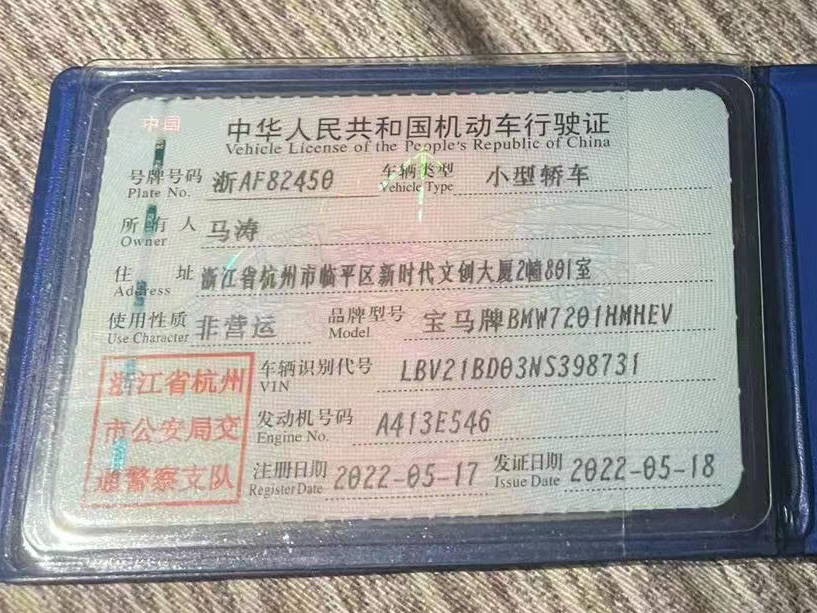 中国
中华人民共和国机动车行驶证
Vehicle License of the People's Republic of China
号牌号码 浙AF82450 车辆类型 小型轿车
Plate No. Vehicle Type
所有人 马涛
Owner
住址 浙江省杭州市临平区新时代文创大厦2幢801室
Address
使用性质 非营运 品牌型号 宝马牌BMW7201HMHEV
Use Character Model
浙江省杭州
市公安局交
通警察支队
车辆识别代号 LBV21BD03NS398731
VIN
发动机号码 A413E546
Engine No.
注册日期 2022-05-17 发证日期 2022-05-18
Register Date Issue Date